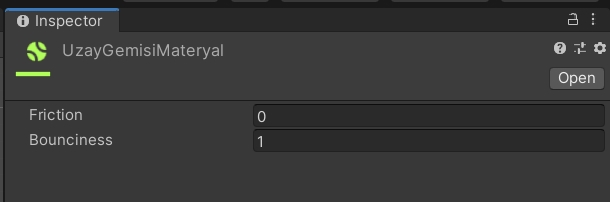 Inspector
UzayGemisiMateryal
Open
Friction 0
Bounciness 1